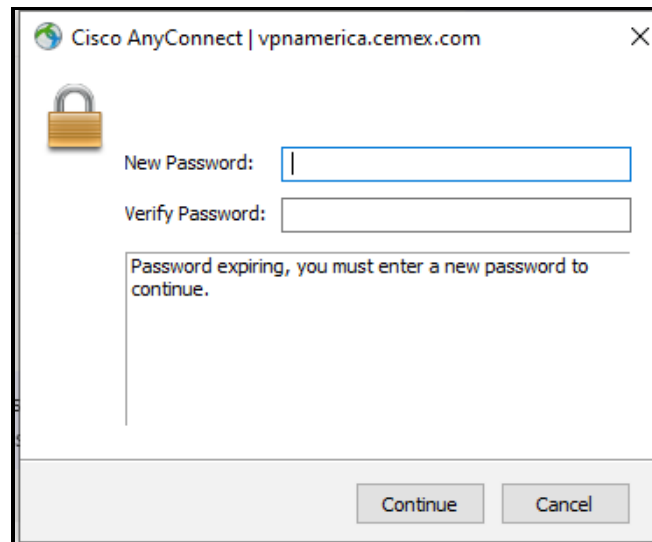 Cisco AnyConnect | vpnamerica.cemex.com
New Password:
Verify Password:
Password expiring, you must enter a new password to
continue.
Continue Cancel